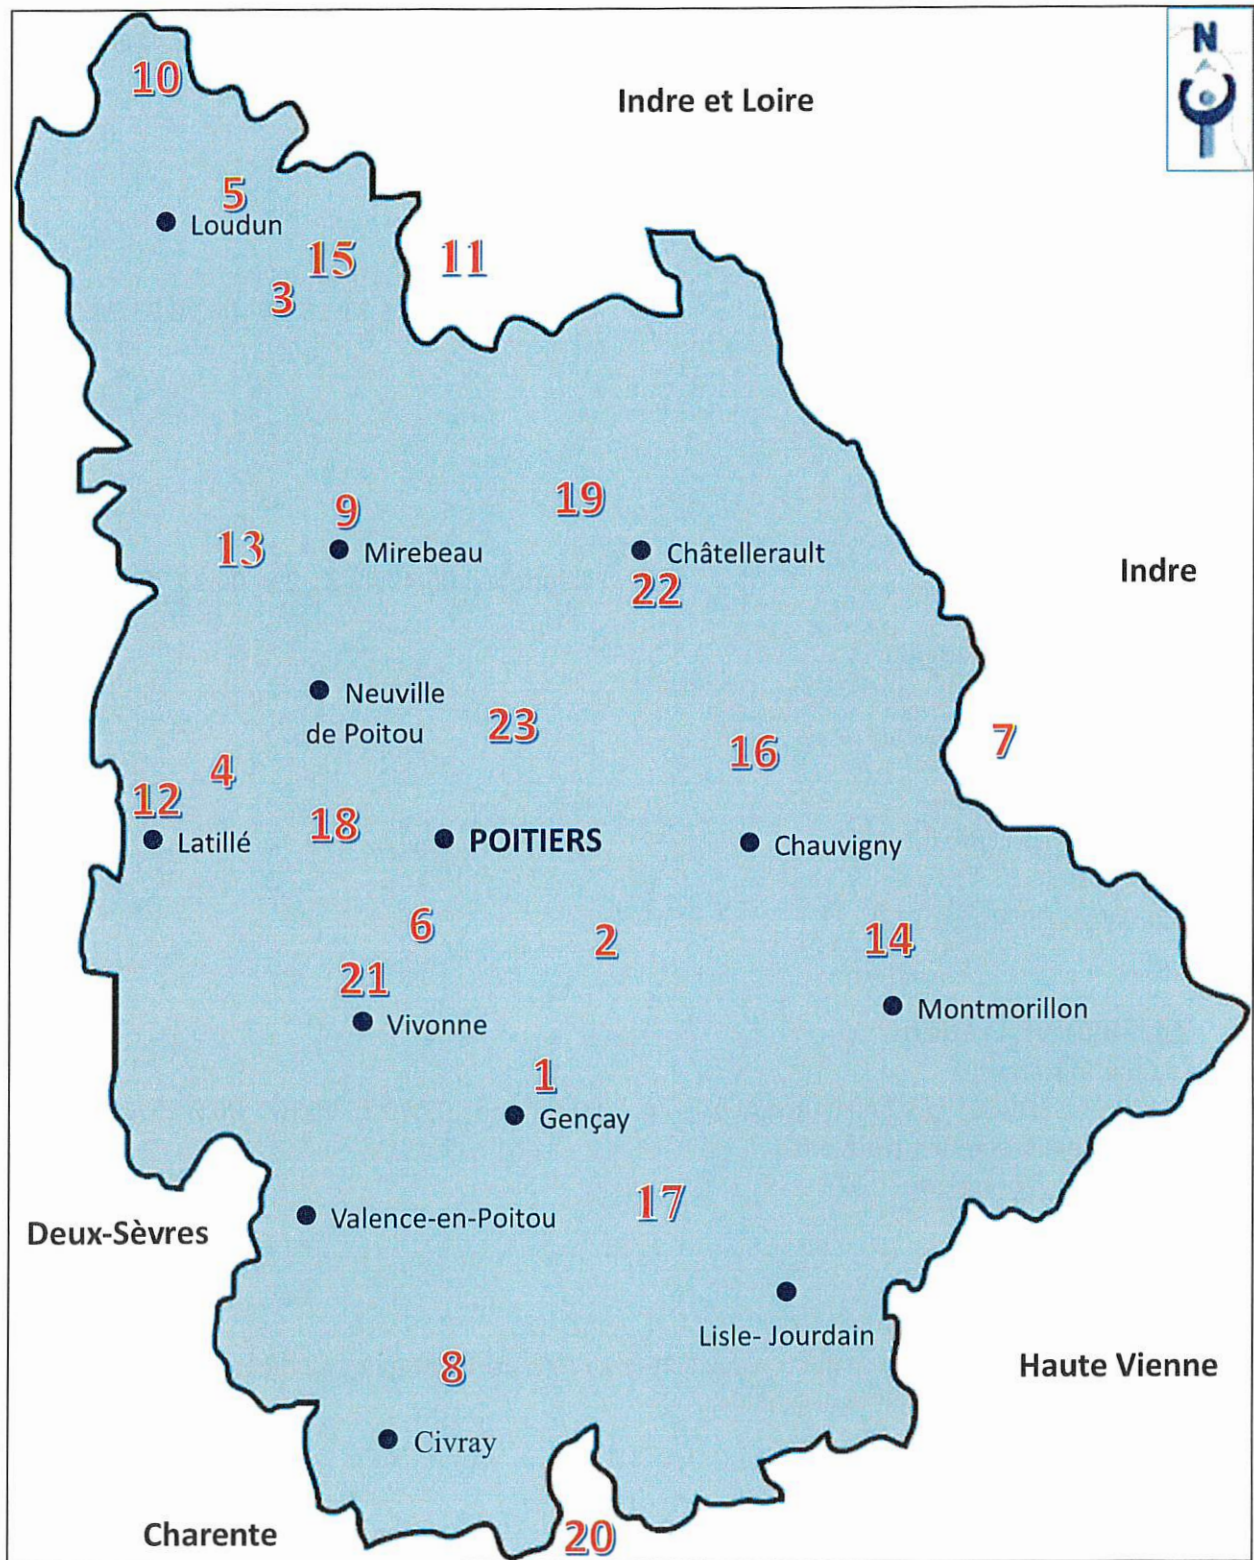 N
10
Indre et Loire
5
Loudun
15
11
3
19
9
13
Mirebeau
Châtellerault
22
Indre
Neuville
de Poitou
23
16
7
4
12
18
Latillé
POITIERS
Chauvigny
6
2
14
21
Vivonne
Montmorillon
1
Gençay
17
Valence-en-Poitou
Deux-Sèvres
Lisle- Jourdain
8
Haute Vienne
Civray
Charente
20